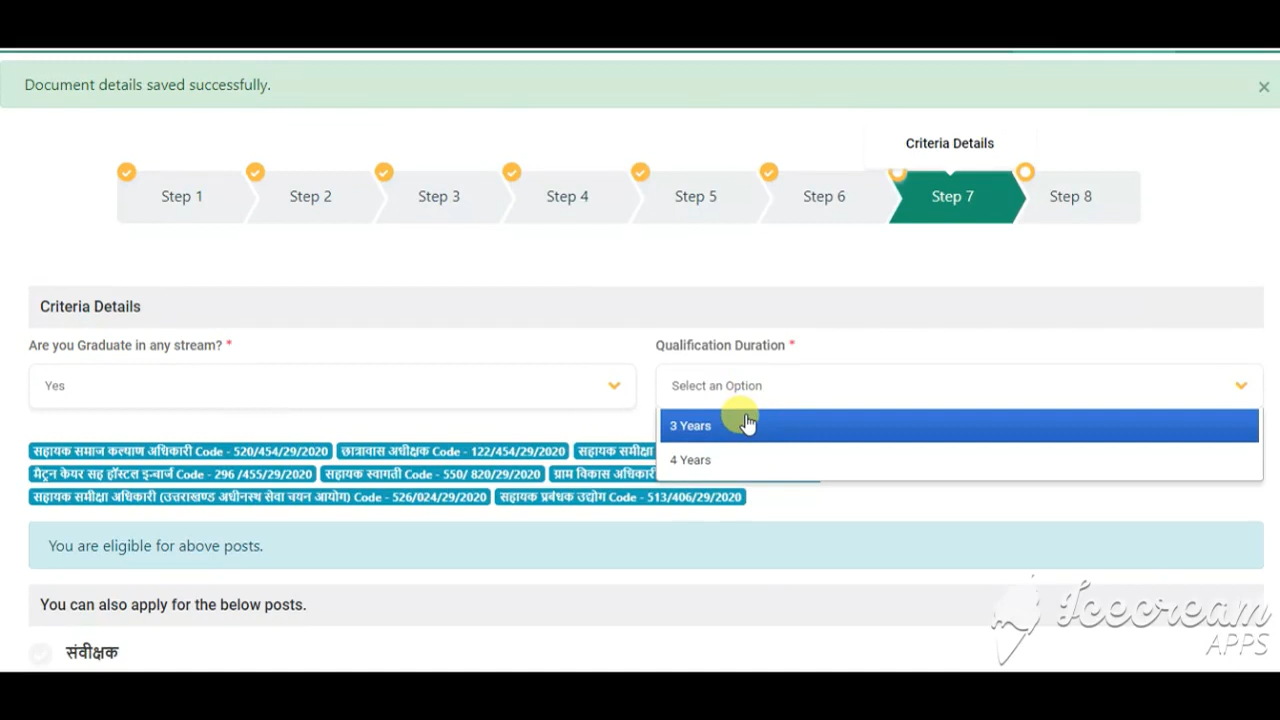 Document details saved successfully.
×
Criteria Details
Step 1
Step 2
Step 3
Step 4
Step 5
Step 6
Step 7
Step 8
Criteria Details
Are you Graduate in any stream? *
Qualification Duration *
Yes
Select an Option
3 Years
4 Years
सहायक समाज कल्याण अधिकारी Code - 520/454/29/2020 छात्रावास अधीक्षक Code - 122/454/29/2020 सहायक समीक्षा
मैट्रन केयर सह हॉस्टल इन्चार्ज Code - 296 /455/29/2020 सहायक स्वागती Code - 550/ 820/29/2020 ग्राम विकास अधिकारी
सहायक समीक्षा अधिकारी (उत्तराखण्ड अधीनस्थ सेवा चयन आयोग) Code - 526/024/29/2020 सहायक प्रबंधक उद्योग Code - 513/406/29/2020
You are eligible for above posts.
You can also apply for the below posts.
संवीक्षक
Icecream
APPS